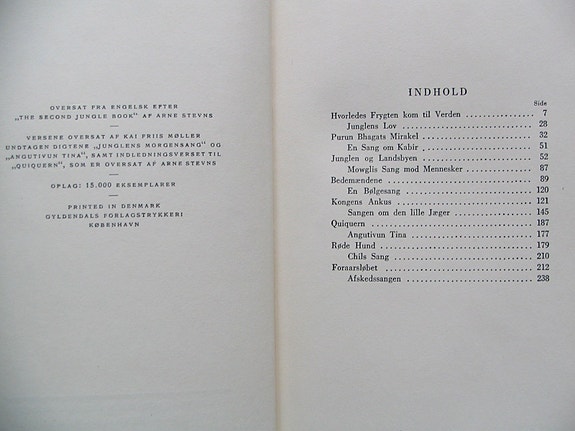 OVERSAT FRA ENGELSK EFTER
„THE SECOND JUNGLE BOOK" AF ARNE STEVNS
VERSENE OVERSAT AF KAI FRIIS MØLLER
UNDTAGEN DIGTENE „JUNGLENS MORGENSANG" OG
„ANGUTIVUN TINA", SAMT INDLEDNINGSVERSET TIL
„QUIQUERN", SOM ER OVERSAT AF ARNE STEVNS
OPLAG: 15.000 EKSEMPLARER
PRINTED IN DENMARK
GYLDENDALS FORLAGSTRYKKERI
KØBENHAVN
INDHOLD
Side
Hvorledes Frygten kom til Verden 7
Junglens Lov 28
Purun Bhagats Mirakel 32
En Sang om Kabir 51
Junglen og Landsbyen 52
Mowglis Sang mod Mennesker 87
Bedemændene 89
En Bølgesang 120
Kongens Ankus 121
Sangen om den lille Jæger 145
Quiquern 187
Angutivun Tina 177
Røde Hund 179
Chils Sang 210
Foraarsløbet 212
Afskedssangen 238